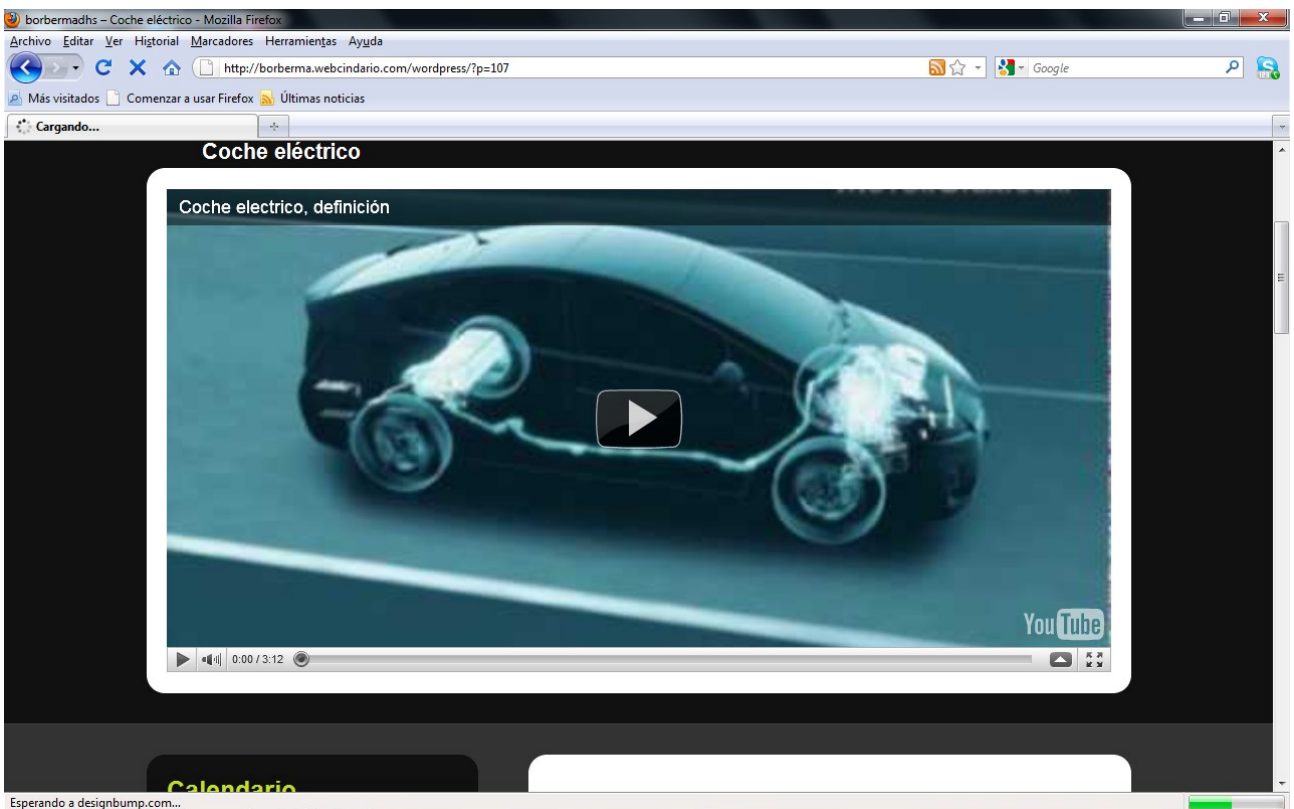 borbermadhs – Coche eléctrico - Mozilla Firefox
Archivo Editar Ver Historial Marcadores Herramientas Ayuda
http://borberma.webcindario.com/wordpress/?p=107
Google
Más visitados Comenzar a usar Firefox Últimas noticias
Cargando...
Coche eléctrico
Coche electrico, definición
YouTube
0:00 / 3:12
Calendario
Esperando a designbump.com...